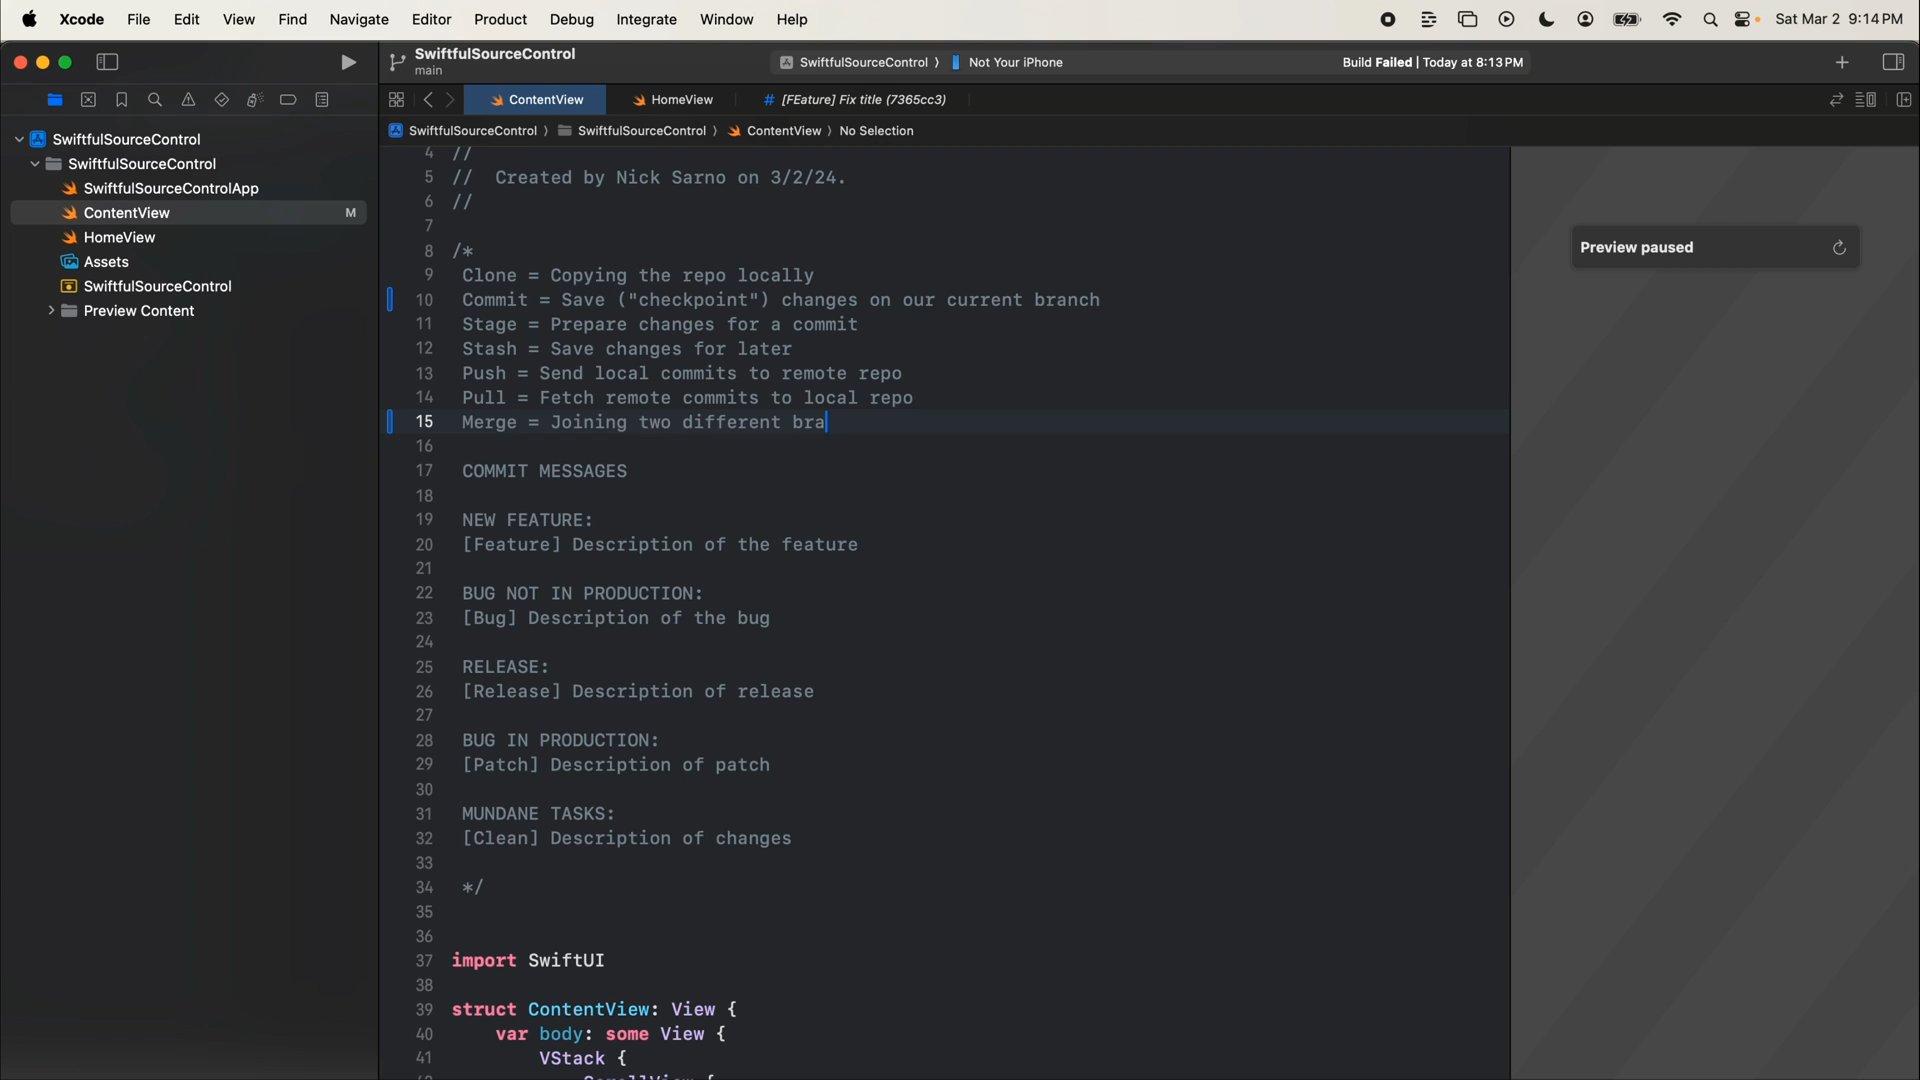 Xcode File Edit View Find Navigate Editor Product Debug Integrate Window Help Sat Mar 2 9:14 PM
SwiftfulSourceControl
main
SwiftfulSourceControl 〉 Not Your iPhone
Build Failed | Today at 8:13 PM
ContentView
HomeView
# [FEature] Fix title (7365cc3)
SwiftfulSourceControl 〉 SwiftfulSourceControl 〉 ContentView 〉 No Selection
SwiftfulSourceControl
SwiftfulSourceControl
SwiftfulSourceControlApp
ContentView M
HomeView
Assets
SwiftfulSourceControl
Preview Content
4 //
5 // Created by Nick Sarno on 3/2/24.
6 //
7
8 /*
9 Clone = Copying the repo locally
10 Commit = Save ("checkpoint") changes on our current branch
11 Stage = Prepare changes for a commit
12 Stash = Save changes for later
13 Push = Send local commits to remote repo
14 Pull = Fetch remote commits to local repo
15 Merge = Joining two different bra
16
17 COMMIT MESSAGES
18
19 NEW FEATURE:
20 [Feature] Description of the feature
21
22 BUG NOT IN PRODUCTION:
23 [Bug] Description of the bug
24
25 RELEASE:
26 [Release] Description of release
27
28 BUG IN PRODUCTION:
29 [Patch] Description of patch
30
31 MUNDANE TASKS:
32 [Clean] Description of changes
33
34 */
35
36
37 import SwiftUI
38
39 struct ContentView: View {
40 var body: some View {
41 VStack {
Preview paused